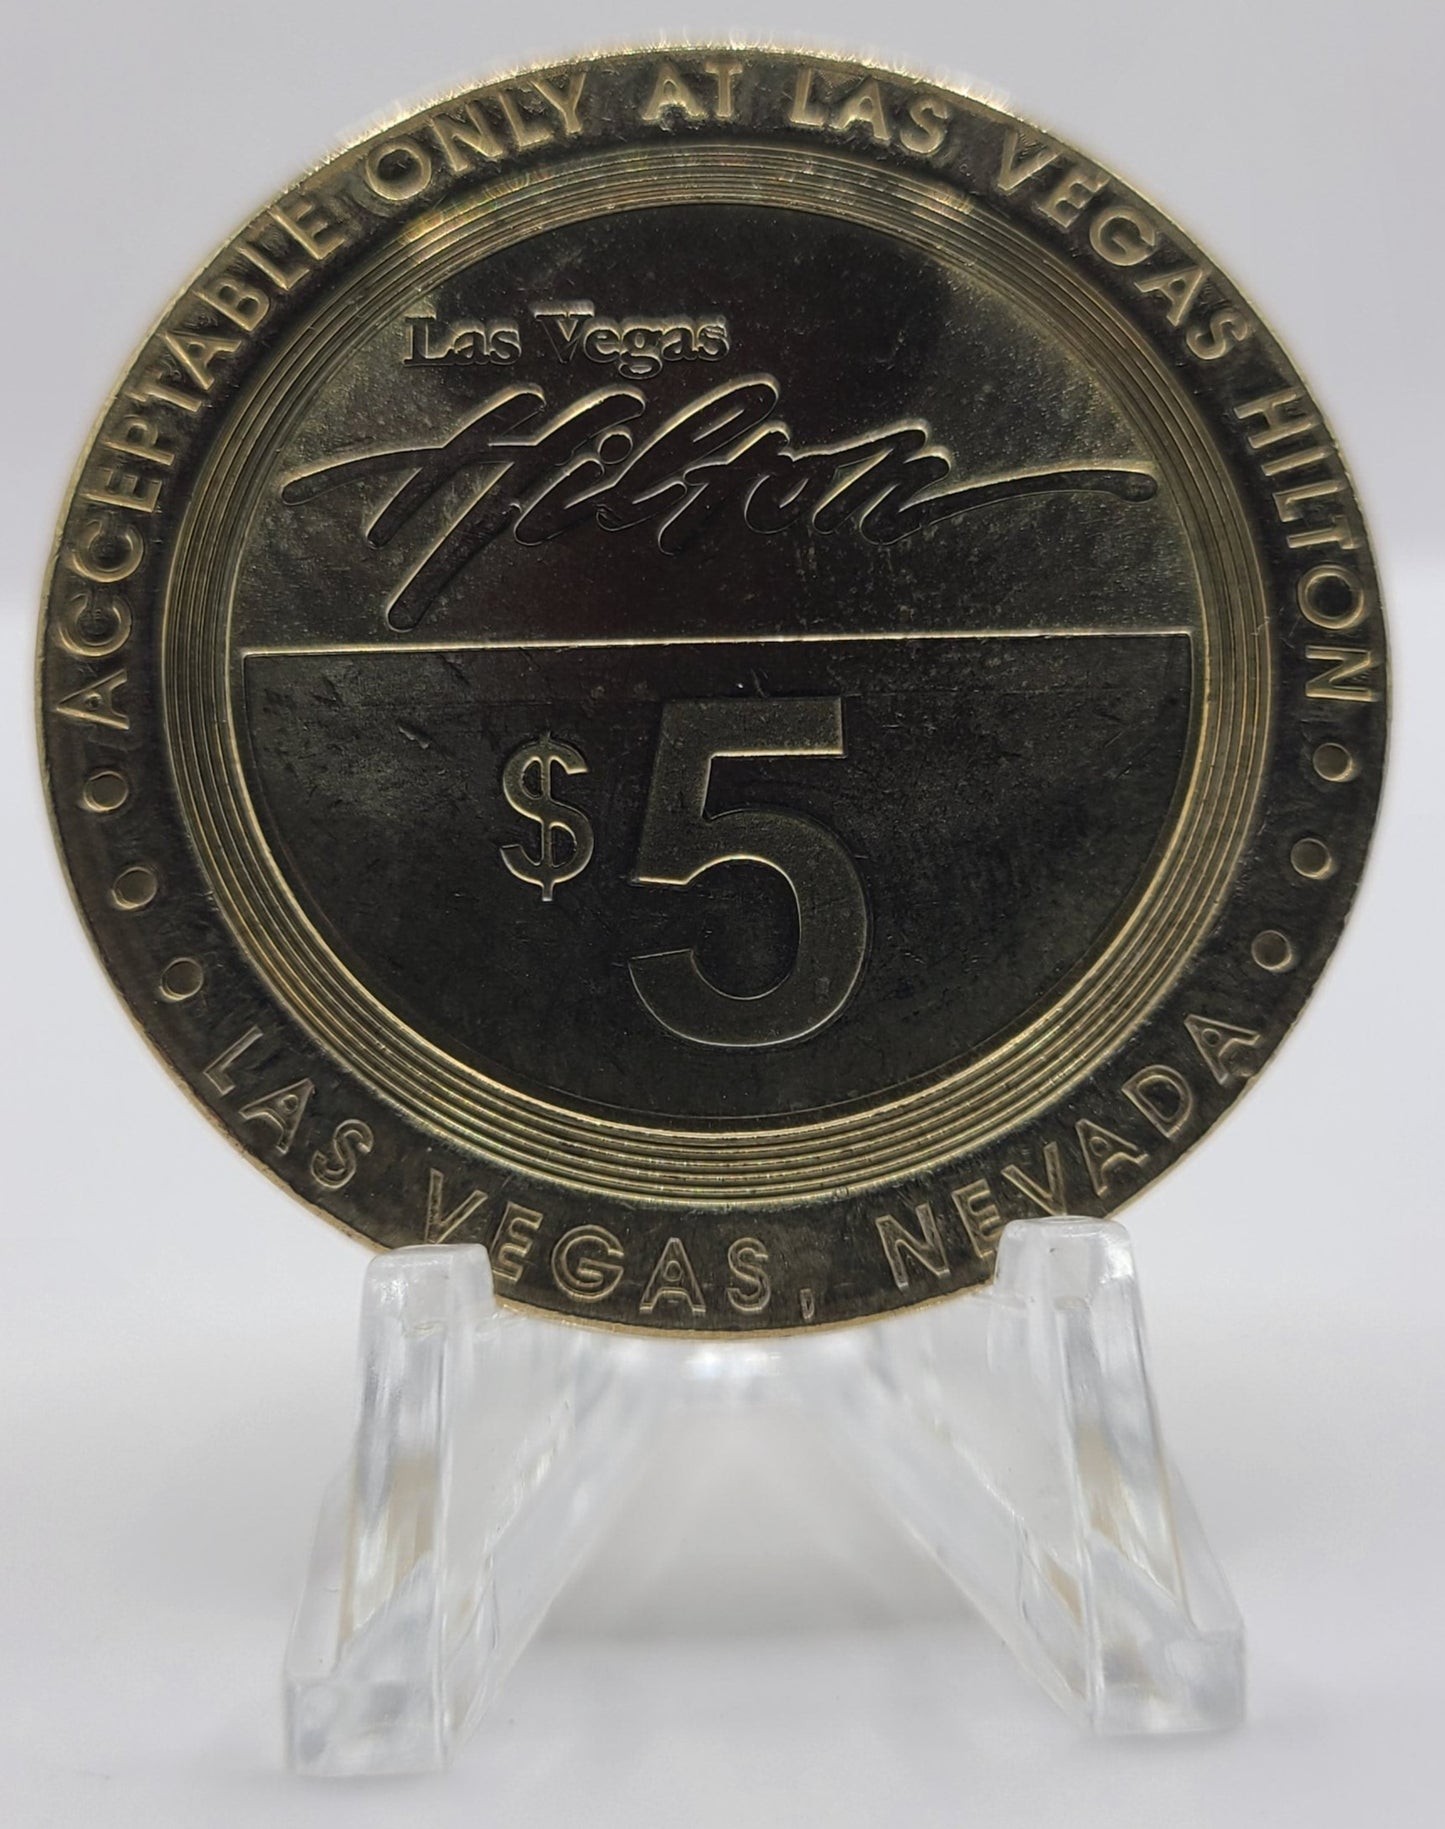 ACCEPTABLE ONLY AT LAS VEGAS HILTON
Las Vegas
Hilton
$5
LAS VEGAS, NEVADA